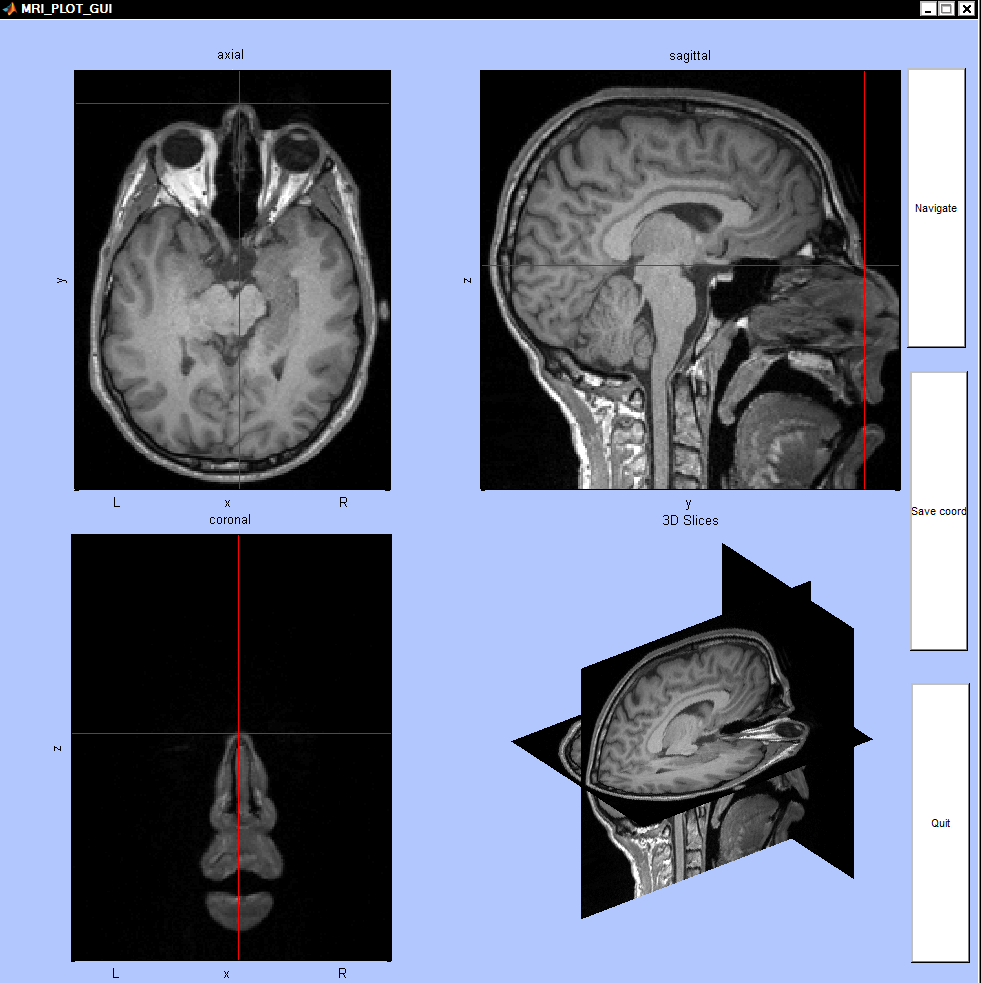 MRI_PLOT_GUI
axial
sagittal
y
z
Navigate
L x R
y
coronal
3D Slices
Save coord
z
Quit
L x R